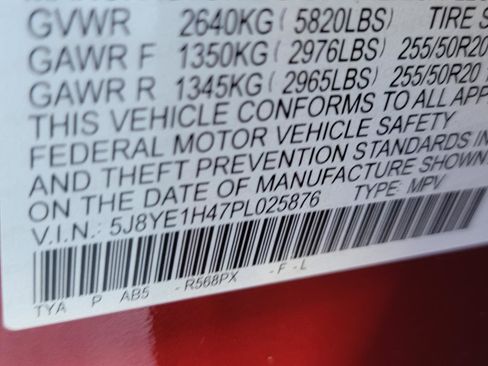 GVWR 2640KG ( 5820LBS) TIRE S
GAWR F 1350KG ( 2976LBS) 255/50R20
GAWR R 1345KG ( 2965LBS) 255/50R20
THIS VEHICLE CONFORMS TO ALL APP
FEDERAL MOTOR VEHICLE SAFETY
AND THEFT PREVENTION STANDARDS
ON THE DATE OF MANUFACTURE SHOWN
V.I.N.: 5J8YE1H47PL025876 TYPE: MPV
TYA P AB5 - R568PX - F - L